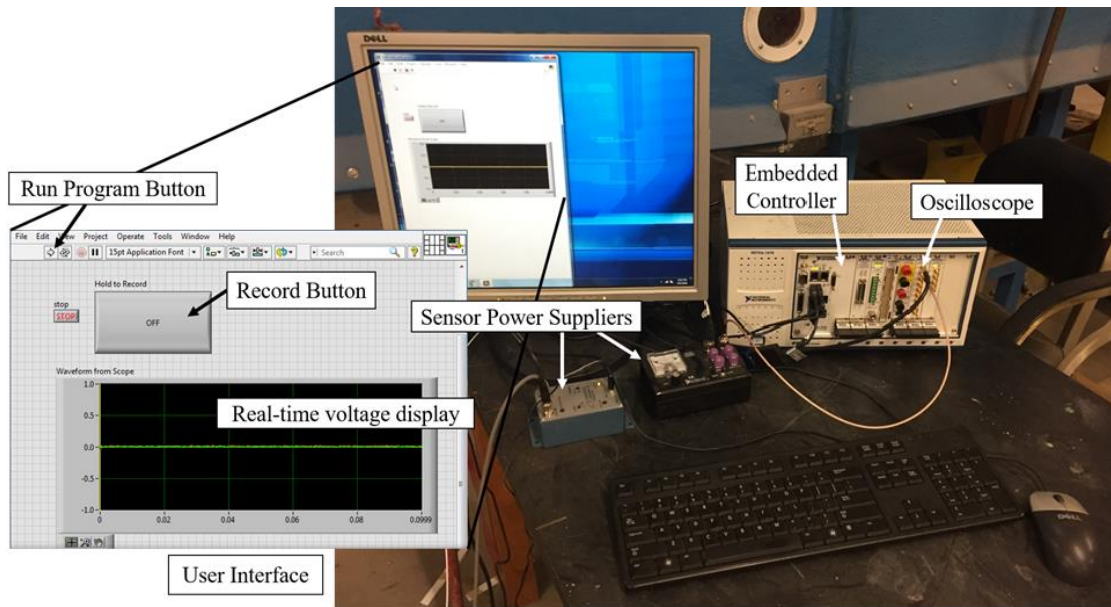 DELL
Run Program Button
Embedded
Controller
Oscilloscope
File Edit View Project Operate Tools Window Help
15pt Application Font
Search
stop
STOP
Hold to Record
OFF
Record Button
Sensor Power Suppliers
Waveform from Scope
Real-time voltage display
1.0
0.5
0.0
-0.5
-1.0
0 0.02 0.04 0.06 0.08 0.0999
User Interface
DELL